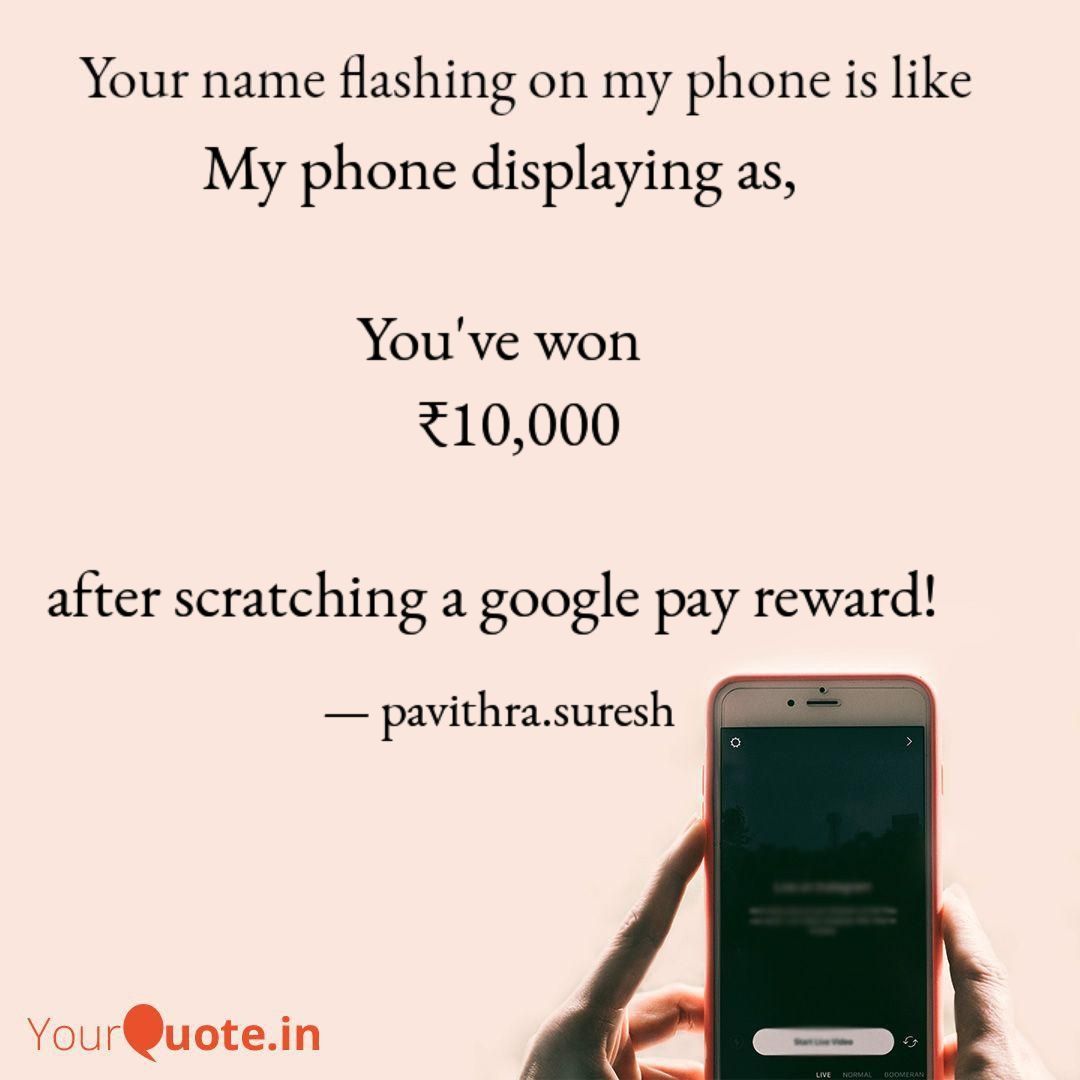 Your name flashing on my phone is like
My phone displaying as,
You've won
₹10,000
after scratching a google pay reward!
— pavithra.suresh
Start Live Video
LIVE NORMAL BOOMERAN
YourQuote.in